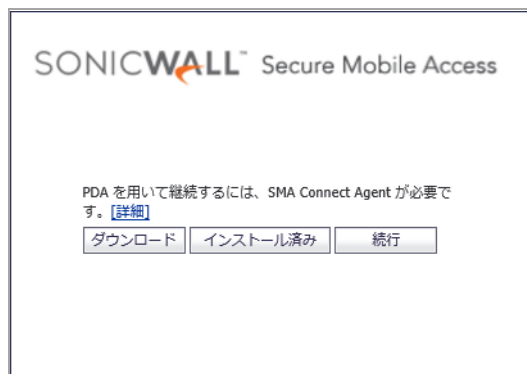 SONICWALL™ Secure Mobile Access
PDA を用いて継続するには、SMA Connect Agent が必要で
す。[詳細]
ダウンロード インストール済み 続行